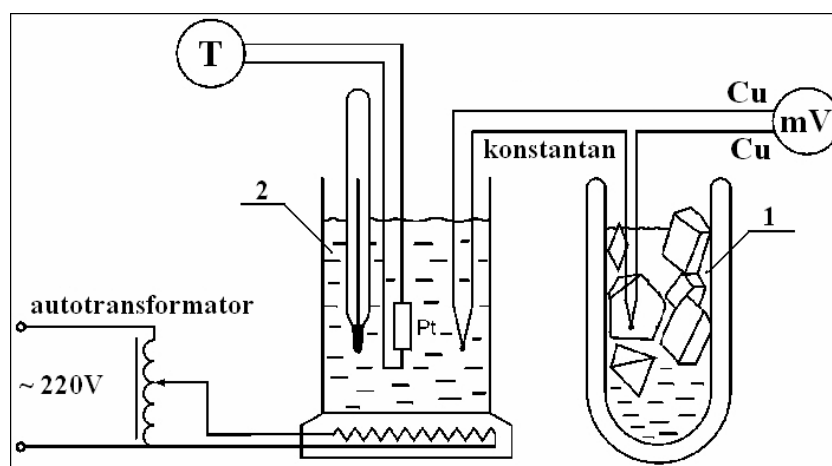 T
Cu
mV
Cu
konstantan
2
1
autotransformator
Pt
~ 220V